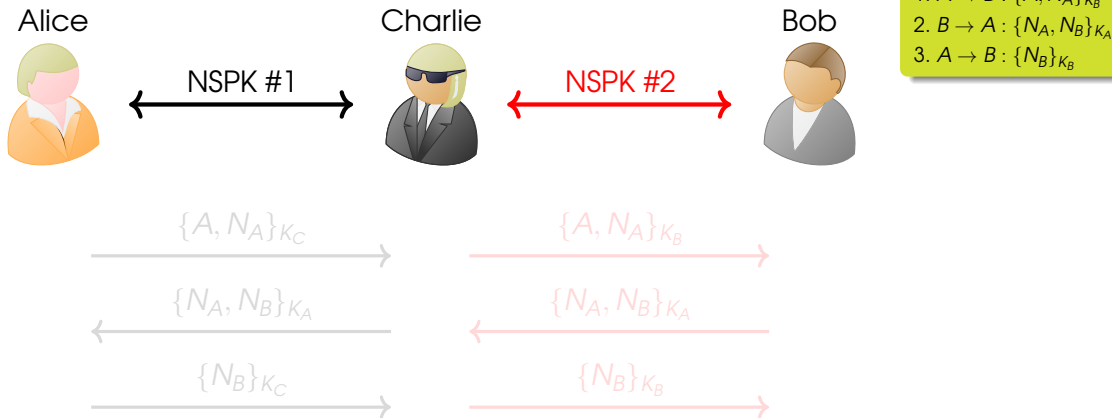 Alice Charlie Bob
2. B → A : {N_A, N_B}_{K_A}
3. A → B : {N_B}_{K_B}
NSPK #1 NSPK #2
{A, N_A}_{K_C} {A, N_A}_{K_B}
{N_A, N_B}_{K_A} {N_A, N_B}_{K_A}
{N_B}_{K_C} {N_B}_{K_B}